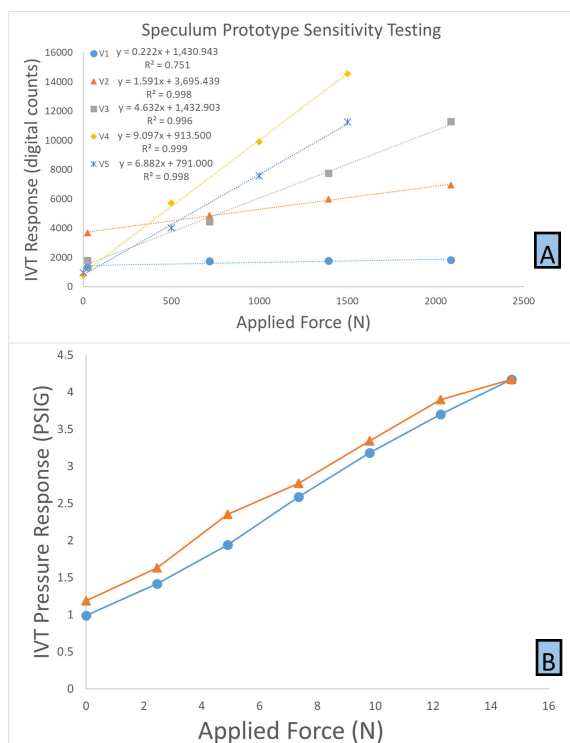 Speculum Prototype Sensitivity Testing
IVT Response (digital counts)
16000
14000
12000
10000
8000
6000
4000
2000
0
V1 y = 0.222x + 1,430.943
R² = 0.751
V2 y = 1.591x + 3,695.439
R² = 0.998
V3 y = 4.632x + 1,432.903
R² = 0.996
V4 y = 9.097x + 913.500
R² = 0.999
V5 y = 6.882x + 791.000
R² = 0.998
0 500 1000 1500 2000 2500
Applied Force (N)
A
IVT Pressure Response (PSIG)
4.5
4
3.5
3
2.5
2
1.5
1
0.5
0
0 2 4 6 8 10 12 14 16
Applied Force (N)
B